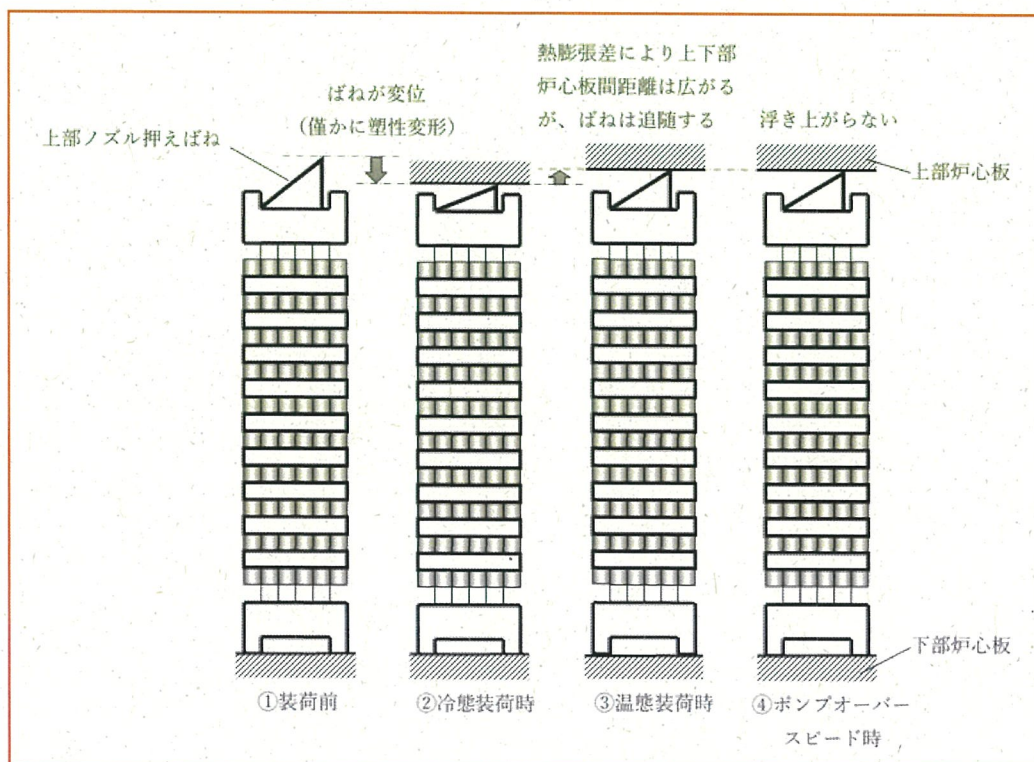 熱膨張差により上下部
炉心板間距離は広がる
が、ばねは追随する
ばねが変位
(僅かに塑性変形)
浮き上がらない
上部ノズル押えばね
上部炉心板
下部炉心板
①装荷前
②冷態装荷時
③温態装荷時
④ポンプオーバー
スピード時